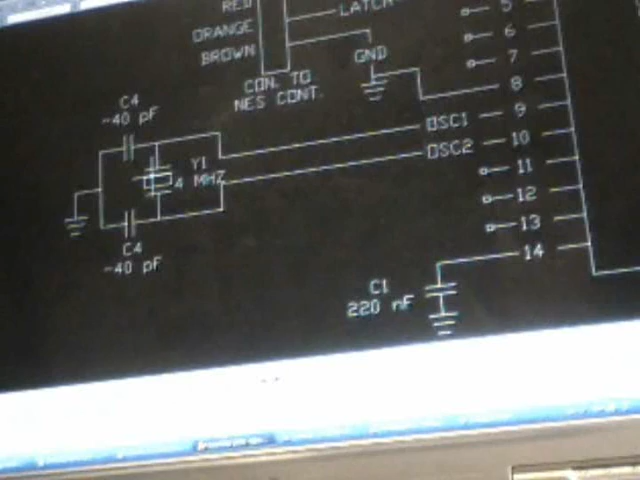 RED
ORANGE
BROWN
LATCH
GND
CON. TO
NES CONT.
5
6
7
8
9
10
11
12
13
14
OSC1
OSC2
C4
~40 pF
Y1
4 MHZ
C4
~40 pF
C1
220 nF